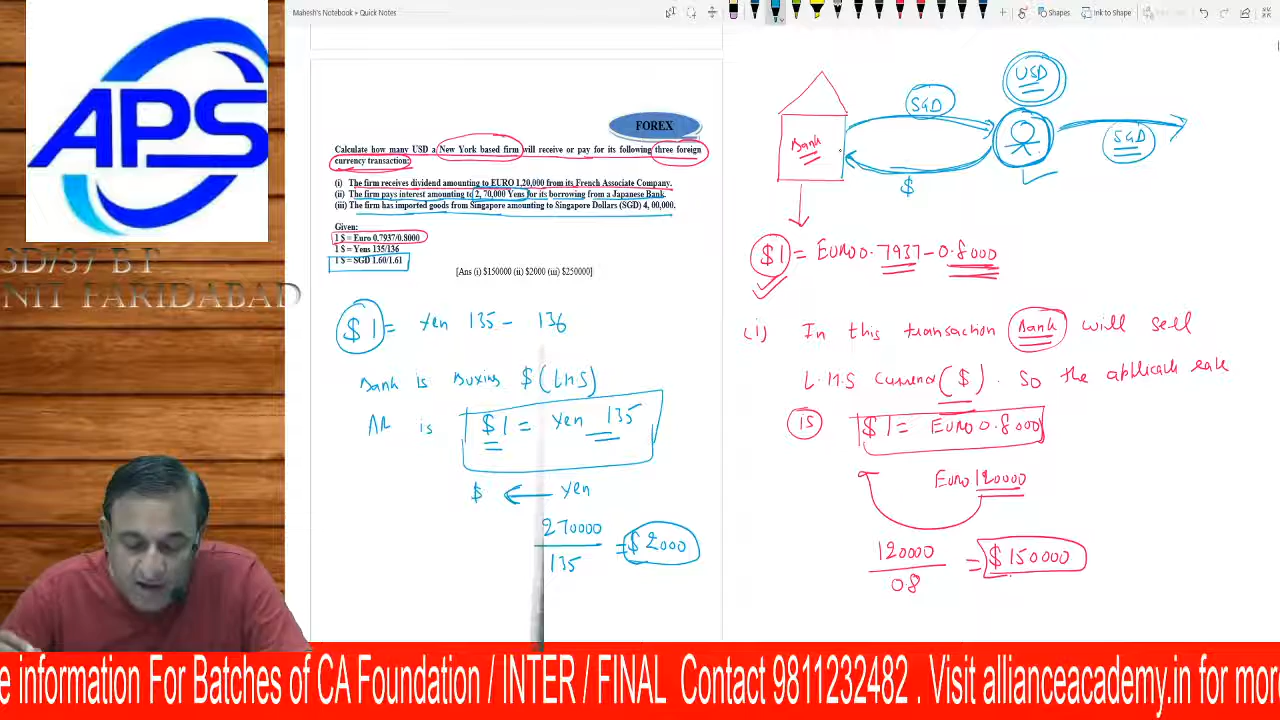 Mahesh's Notebook » Quick Notes
Shapes
Ink to Shape
APS
3D/37 B.P.
NIT FARIDABAD
FOREX
Calculate how many USD a New York based firm will receive or pay for its following three foreign
currency transaction:
(i) The firm receives dividend amounting to EURO 1,20,000 from its French Associate Company.
(ii) The firm pays interest amounting to 2, 70,000 Yens for its borrowing from a Japanese Bank.
(iii) The firm has imported goods from Singapore amounting to Singapore Dollars (SGD) 4, 00,000.
Given:
1 $ = Euro 0.7937/0.8000
1 $ = Yens 135/136
1 $ = SGD 1.60/1.61
[Ans (i) $150000 (ii) $2000 (iii) $250000]
$1 = Yen 135 - 136
Bank is Buying $ (LHS)
AR is $1 = Yen 135
$ ← Yen
270000
135
= $2000
USD
SGD
Bank
SGD
$
$1 = EURO 0.7937 - 0.8000
(i) In this transaction Bank will sell
L.H.S currency ($). So the applicable rate
is $1 = EURO 0.8000
Euro 120000
120000
0.8
= $150000
e information For Batches of CA Foundation / INTER / FINAL Contact 9811232482 . Visit allianceacademy.in for mor